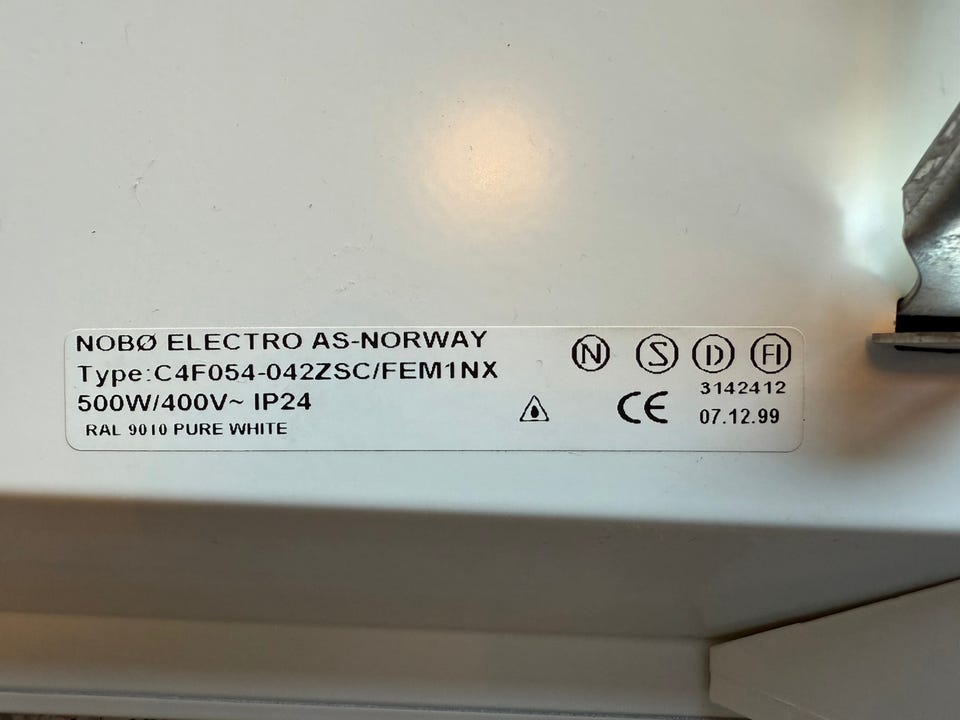 NOBØ ELECTRO AS-NORWAY
Type:C4F054-042ZSC/FEM1NX
500W/400V~ IP24
RAL 9010 PURE WHITE
N S D FI
3142412
CE 07.12.99